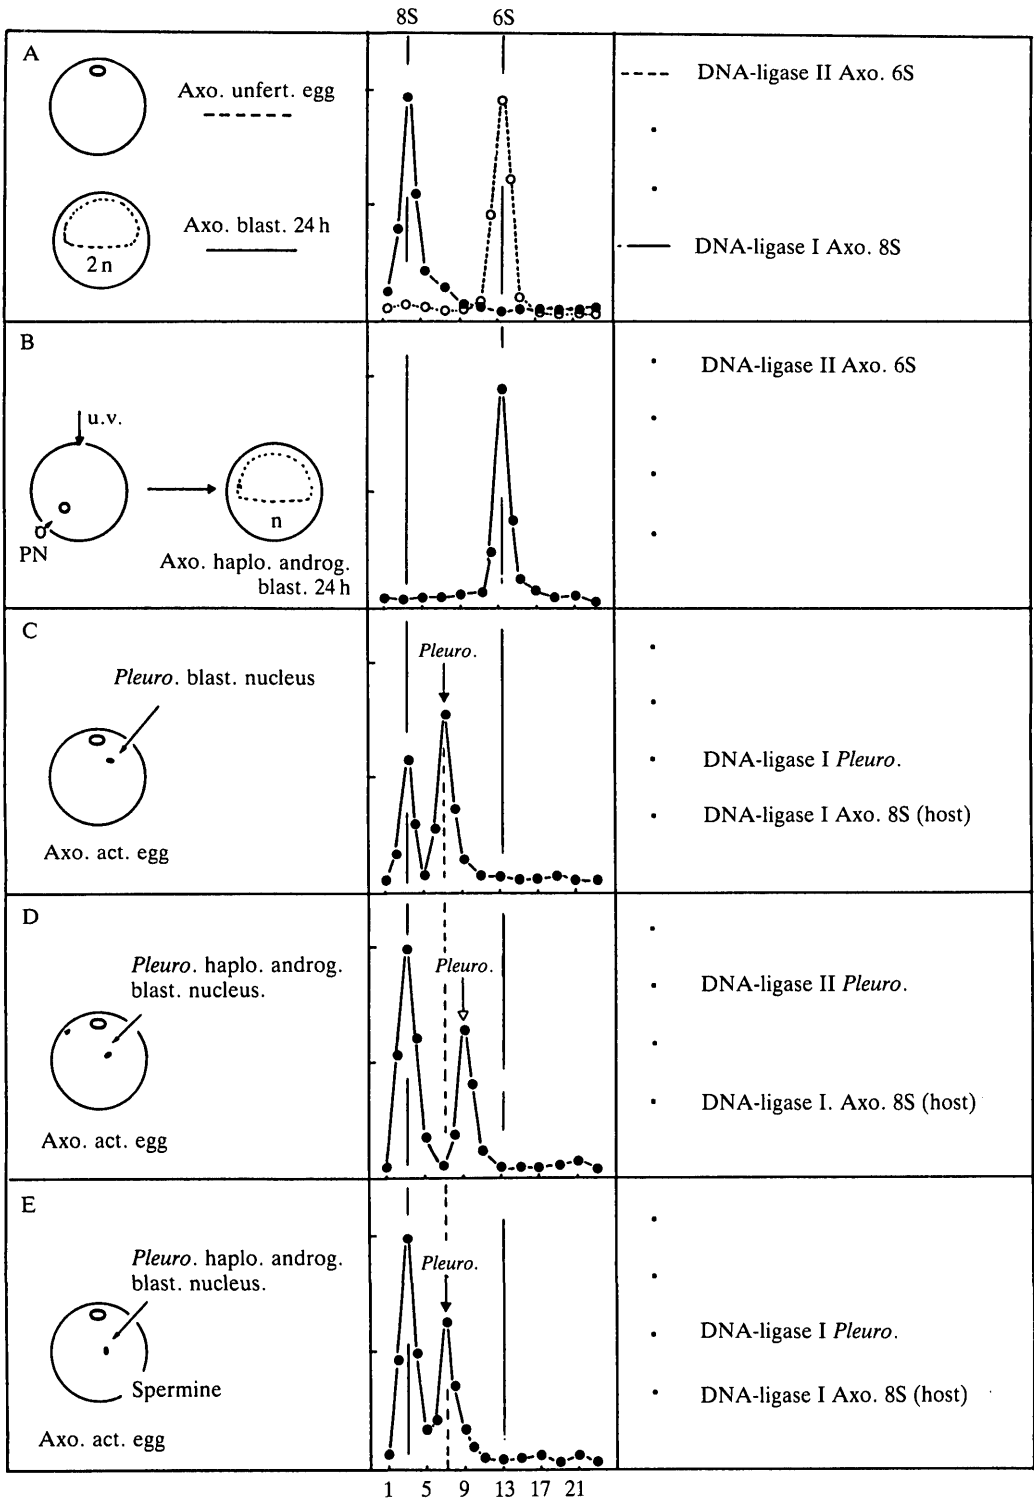 8S 6S
A
Axo. unfert. egg
Axo. blast. 24 h
2 n
DNA-ligase II Axo. 6S
DNA-ligase I Axo. 8S
B
u.v.
PN
n
Axo. haplo. androg.
blast. 24 h
DNA-ligase II Axo. 6S
C
Pleuro. blast. nucleus
Axo. act. egg
Pleuro.
DNA-ligase I Pleuro.
DNA-ligase I Axo. 8S (host)
D
Pleuro. haplo. androg.
blast. nucleus.
Axo. act. egg
Pleuro.
DNA-ligase II Pleuro.
DNA-ligase I. Axo. 8S (host)
E
Pleuro. haplo. androg.
blast. nucleus.
Spermine
Axo. act. egg
Pleuro.
DNA-ligase I Pleuro.
DNA-ligase I Axo. 8S (host)
1 5 9 13 17 21